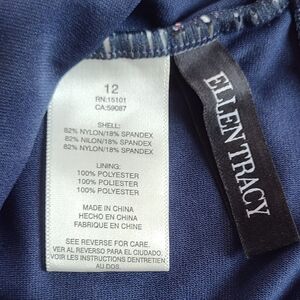 12
RN:15101
CA:59087
SHELL:
82% NYLON/18% SPANDEX
82% NILON/18% SPANDEX
82% NYLON/18% SPANDEX
LINING:
100% POLYESTER
100% POLYESTER
100% POLYESTER
MADE IN CHINA
HECHO EN CHINA
FABRIQUE EN CHINE
SEE REVERSE FOR CARE.
VER AL REVERSO PARA EL CUIDADO.
VOIR LES INSTRUCTIONS D'ENTRETIEN
AU DOS.
ELLEN TRACY